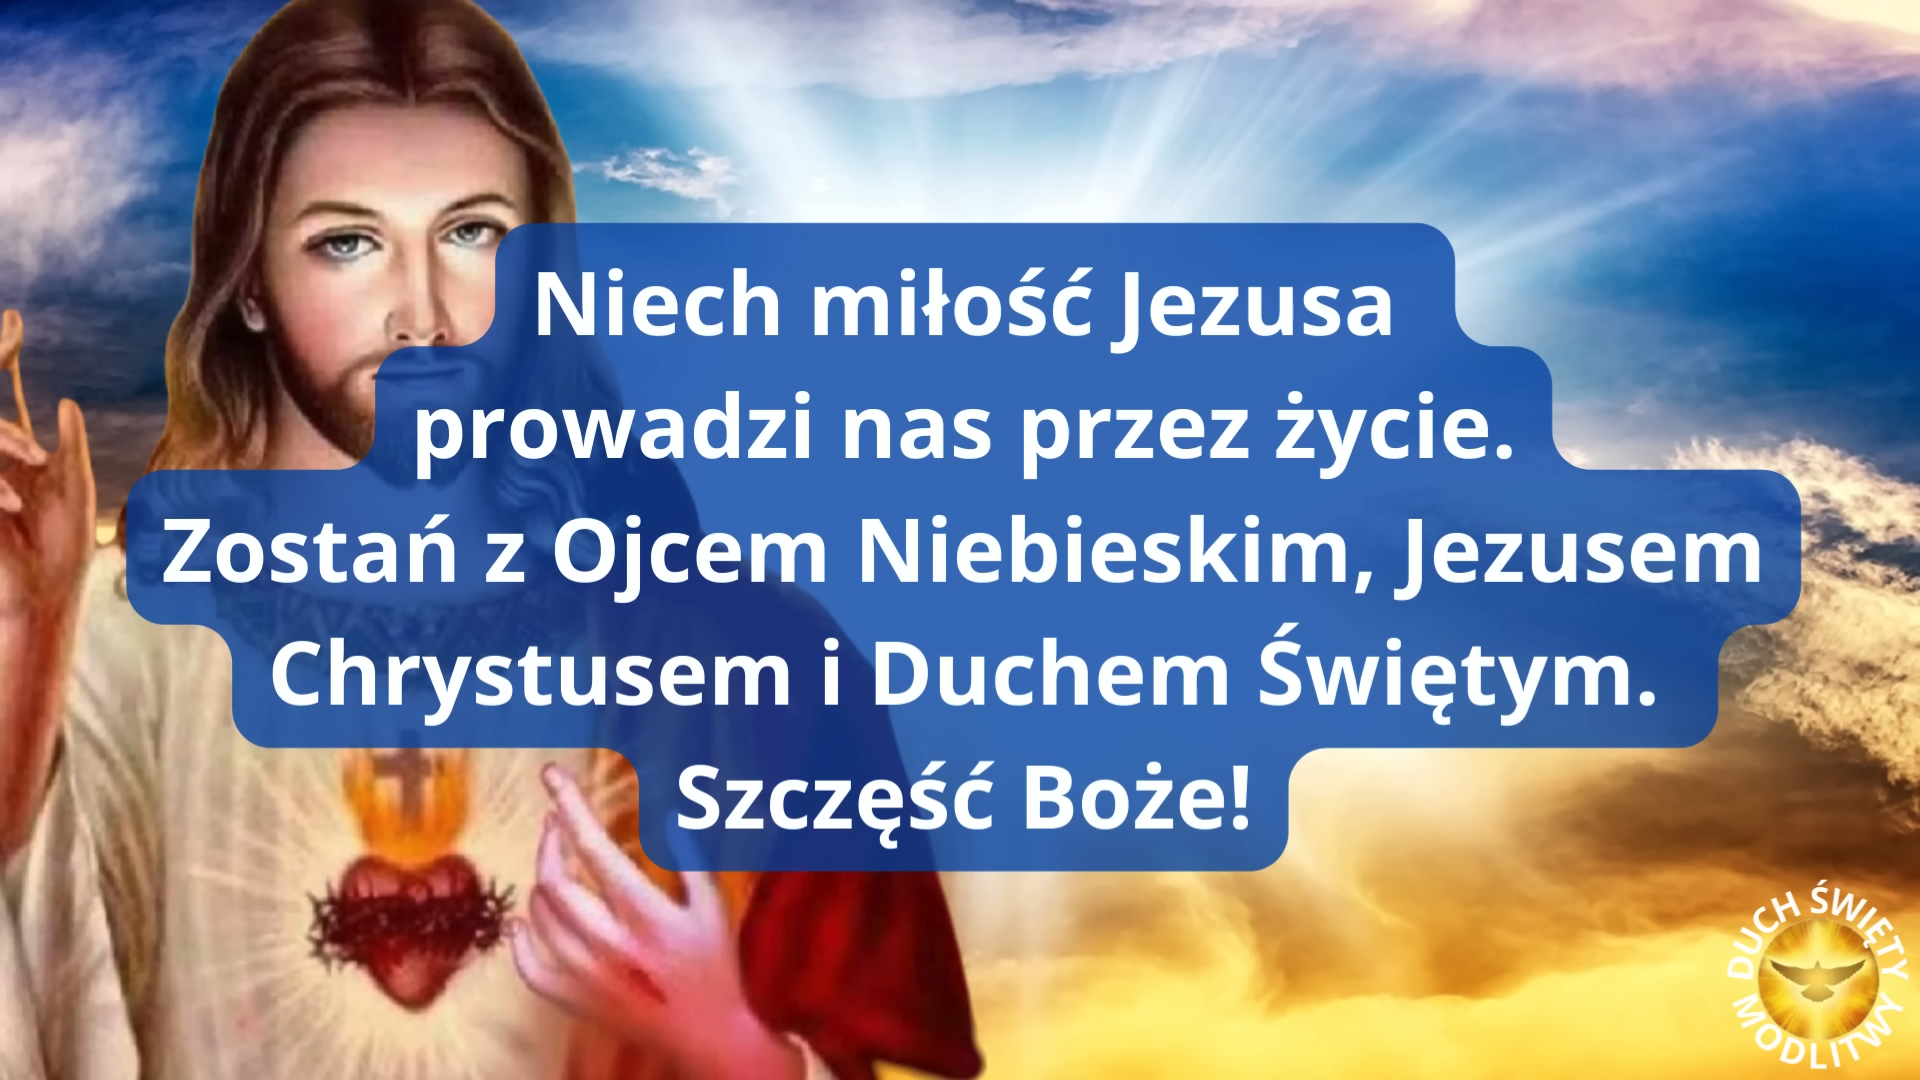 Niech miłość Jezusa
prowadzi nas przez życie.
Zostań z Ojcem Niebieskim, Jezusem
Chrystusem i Duchem Świętym.
Szczęść Boże!
DUCH ŚWIĘTY
MODLITWY